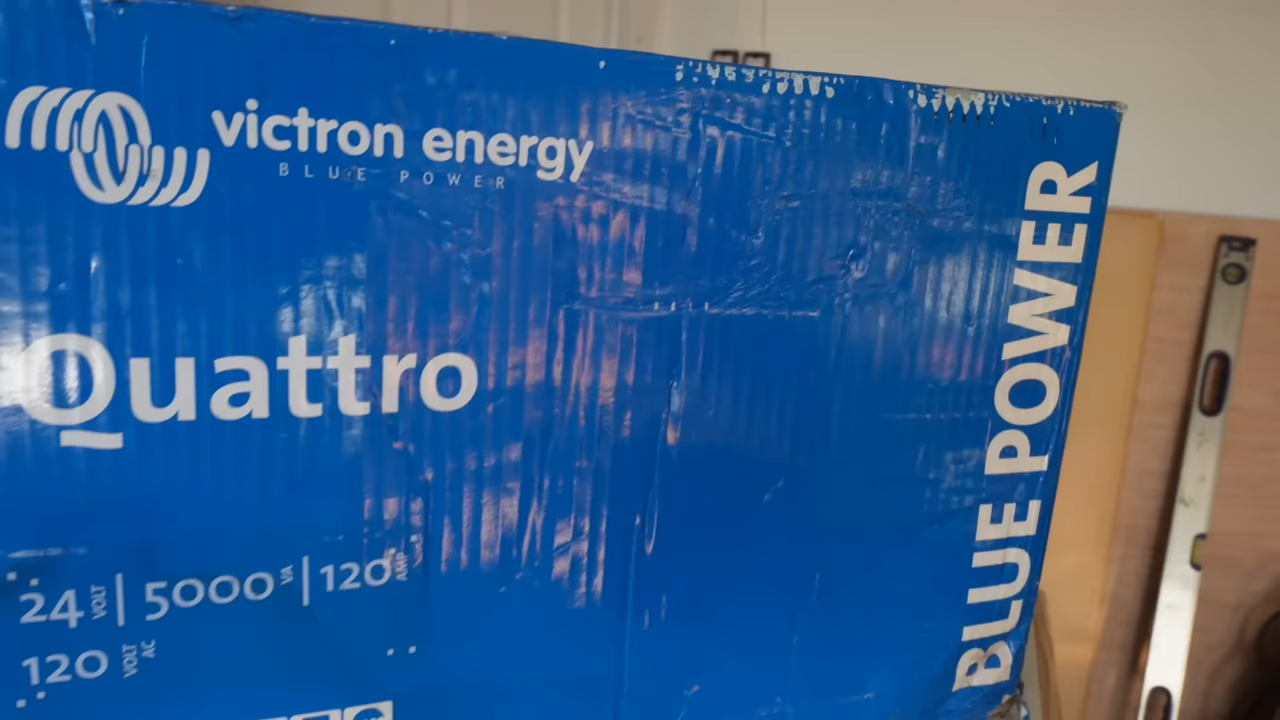 victron energy
BLUE POWER
Quattro
24 VOLT | 5000 VA | 120 AMP
120 VOLT AC
BLUE POWER